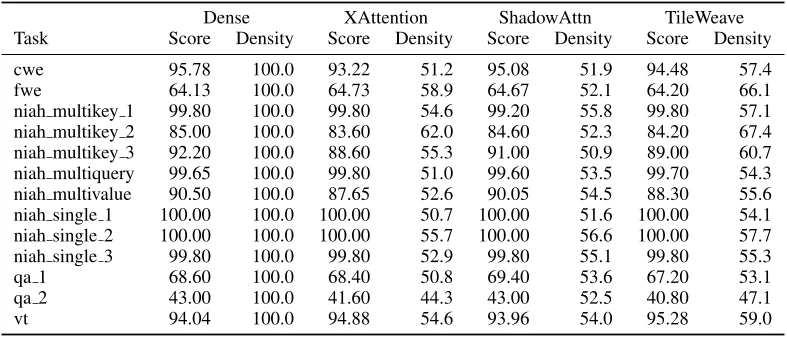 Dense XAttention ShadowAttn TileWeave
Task Score Density Score Density Score Density Score Density
cwe 95.78 100.0 93.22 51.2 95.08 51.9 94.48 57.4
fwe 64.13 100.0 64.73 58.9 64.67 52.1 64.20 66.1
niah_multikey_1 99.80 100.0 99.80 54.6 99.20 55.8 99.80 57.1
niah_multikey_2 85.00 100.0 83.60 62.0 84.60 52.3 84.20 67.4
niah_multikey_3 92.20 100.0 88.60 55.3 91.00 50.9 89.00 60.7
niah_multiquery 99.65 100.0 99.80 51.0 99.60 53.5 99.70 54.3
niah_multivalue 90.50 100.0 87.65 52.6 90.05 54.5 88.30 55.6
niah_single_1 100.00 100.0 100.00 50.7 100.00 51.6 100.00 54.1
niah_single_2 100.00 100.0 100.00 55.7 100.00 56.6 100.00 57.7
niah_single_3 99.80 100.0 99.80 52.9 99.80 55.1 99.80 55.3
qa_1 68.60 100.0 68.40 50.8 69.40 53.6 67.20 53.1
qa_2 43.00 100.0 41.60 44.3 43.00 52.5 40.80 47.1
vt 94.04 100.0 94.88 54.6 93.96 54.0 95.28 59.0